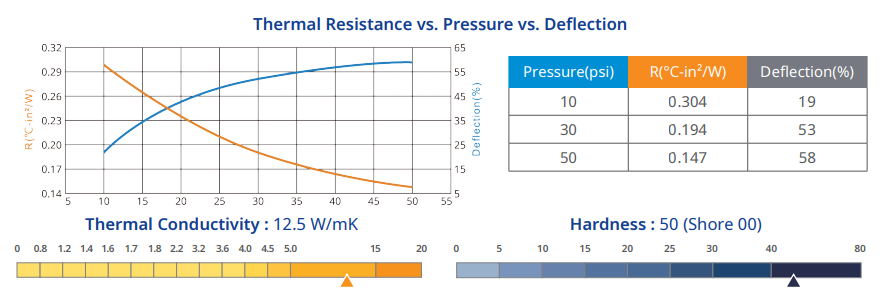 Thermal Resistance vs. Pressure vs. Deflection
0.32 65
0.29 55
0.26 45
0.23 35
0.20 25
0.17 15
0.14 5
R(℃-in²/W)
Deflection(%)
5 10 15 20 25 30 35 40 45 50 55
Pressure(psi) R(°C-in²/W) Deflection(%)
10 0.304 19
30 0.194 53
50 0.147 58
Thermal Conductivity : 12.5 W/mK
0 0.8 1.2 1.4 1.6 1.7 1.8 2.2 3.2 3.6 4.0 4.5 5.0 15 20
Hardness : 50 (Shore 00)
0 5 10 15 20 25 30 40 80